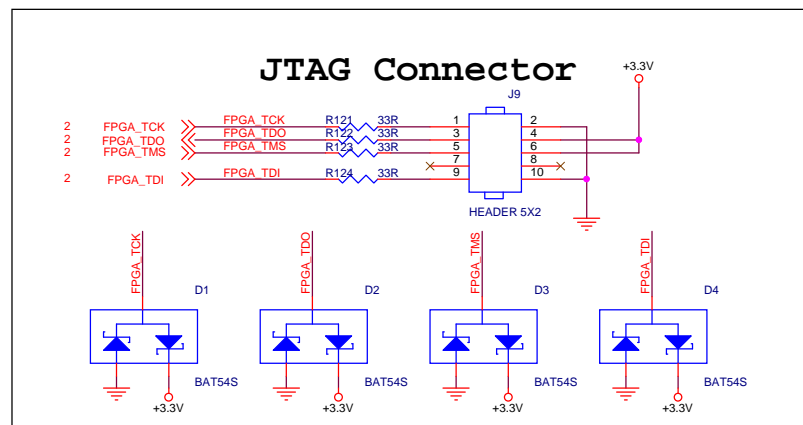 JTAG Connector
+3.3V
J9
2 FPGA_TCK FPGA_TCK R121 33R 1 2
2 FPGA_TDO FPGA_TDO R122 33R 3 4
2 FPGA_TMS FPGA_TMS R123 33R 5 6
7 8
2 FPGA_TDI FPGA_TDI R124 33R 9 10
HEADER 5X2
FPGA_TCK FPGA_TDO FPGA_TMS FPGA_TDI
D1 D2 D3 D4
BAT54S BAT54S BAT54S BAT54S
+3.3V +3.3V +3.3V +3.3V